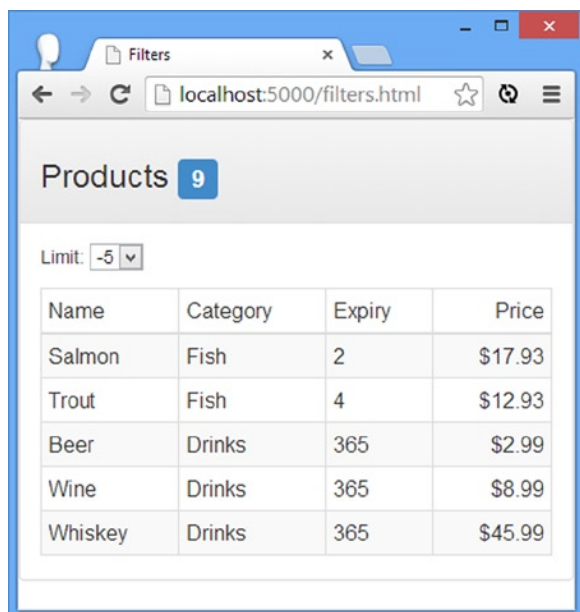 Filters
localhost:5000/filters.html
Products 9
Limit: -5
Name Category Expiry Price
Salmon Fish 2 $17.93
Trout Fish 4 $12.93
Beer Drinks 365 $2.99
Wine Drinks 365 $8.99
Whiskey Drinks 365 $45.99